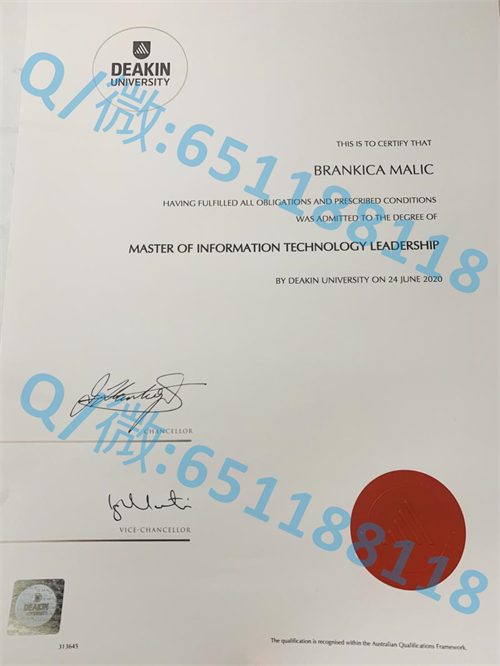 DEAKIN
UNIVERSITY
Q/微:651188118
THIS IS TO CERTIFY THAT
BRANKICA MALIC
HAVING FULFILLED ALL OBLIGATIONS AND PRESCRIBED CONDITIONS
WAS ADMITTED TO THE DEGREE OF
MASTER OF INFORMATION TECHNOLOGY LEADERSHIP
BY DEAKIN UNIVERSITY ON 24 JUNE 2020
CHANCELLOR
Q/微:651188118
VICE-CHANCELLOR
DEAKIN
UNIVERSITY
313645
The qualification is recognised within the Australian Qualifications Framework.